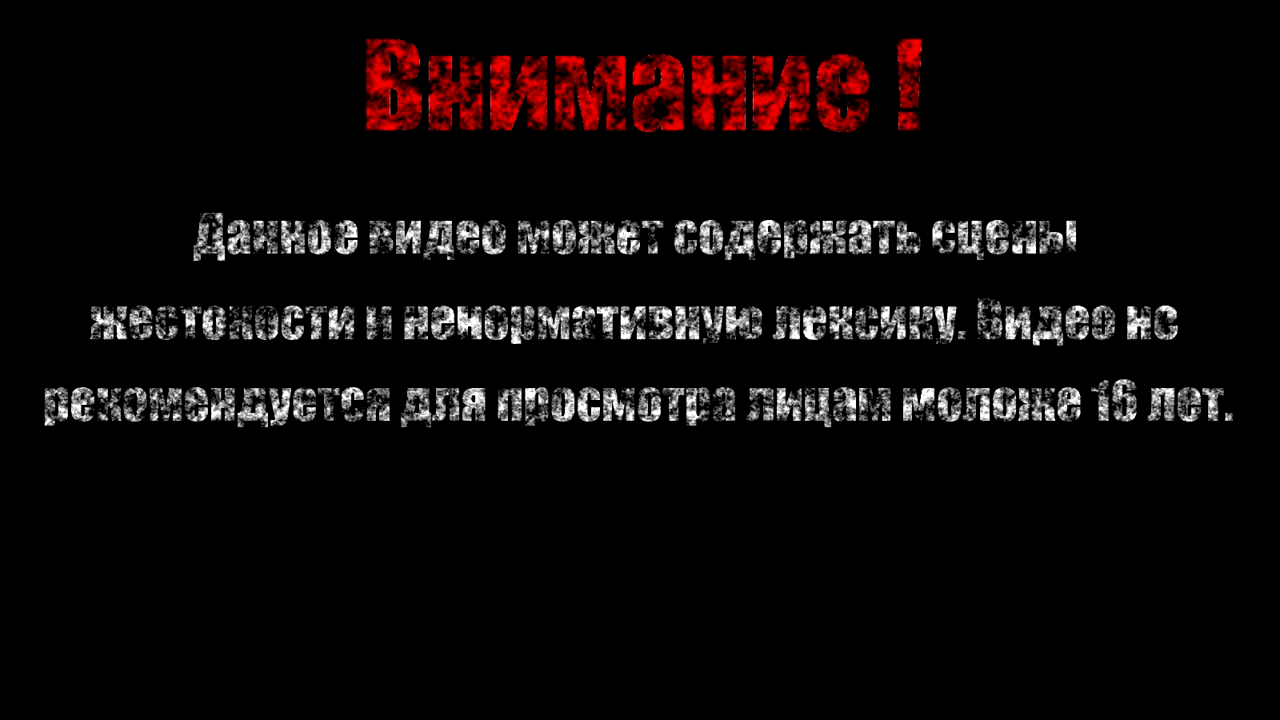 Внимание !
Данное видео может содержать сцены
жестокости и ненормативную лексику. Видео не
рекомендуется для просмотра лицам моложе 16 лет.